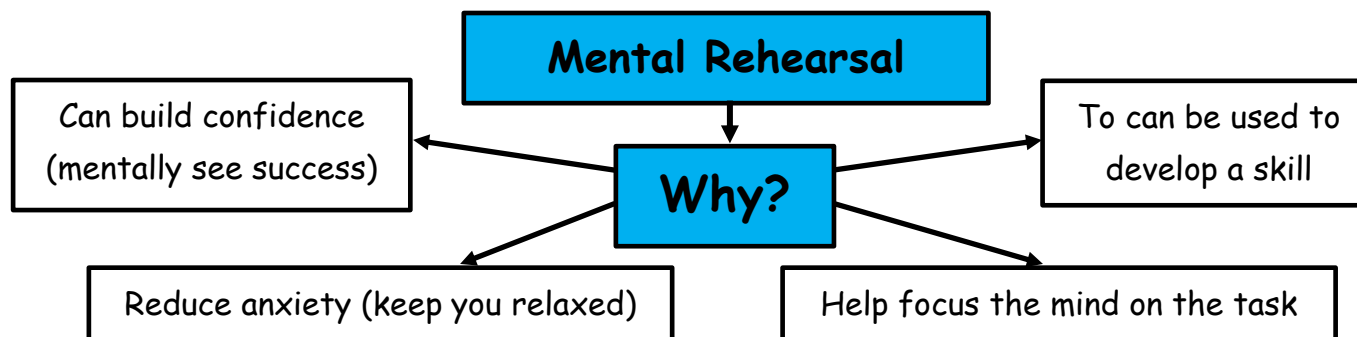 Mental Rehearsal
Can build confidence
(mentally see success)
To can be used to
develop a skill
Why?
Reduce anxiety (keep you relaxed)
Help focus the mind on the task